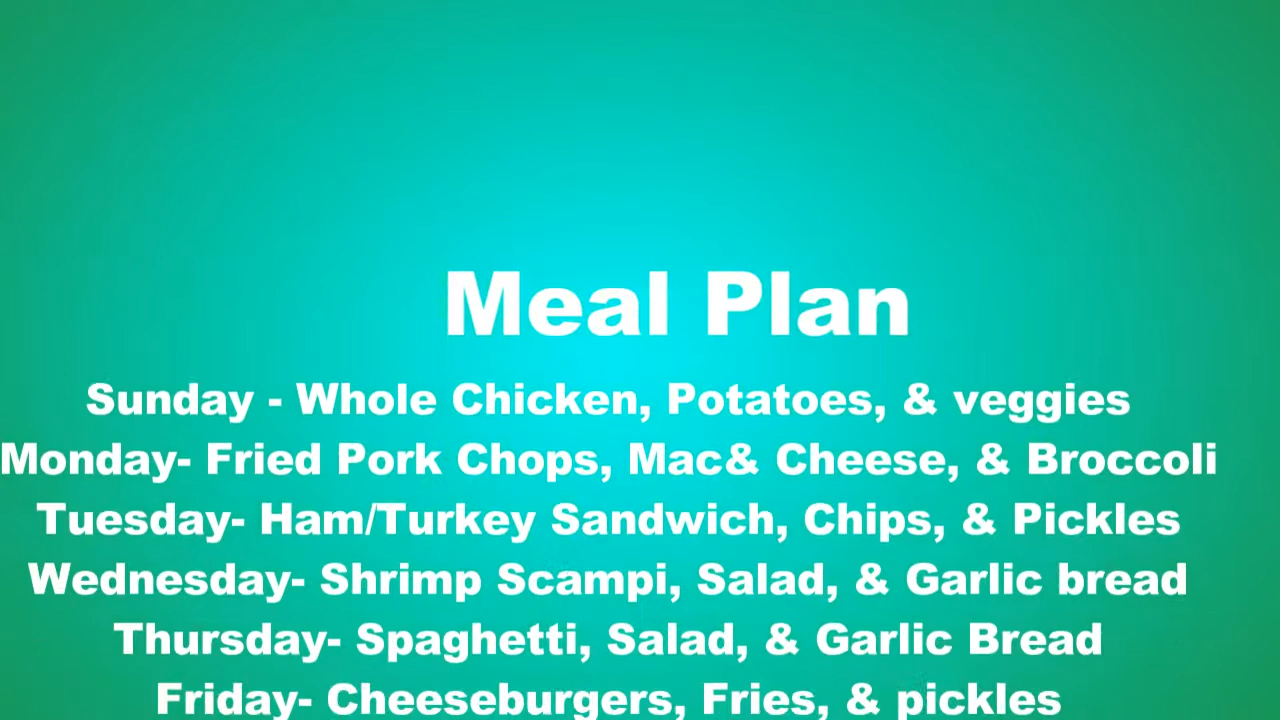 Meal Plan
Sunday - Whole Chicken, Potatoes, & veggies
Monday- Fried Pork Chops, Mac& Cheese, & Broccoli
Tuesday- Ham/Turkey Sandwich, Chips, & Pickles
Wednesday- Shrimp Scampi, Salad, & Garlic bread
Thursday- Spaghetti, Salad, & Garlic Bread
Friday- Cheeseburgers, Fries, & pickles